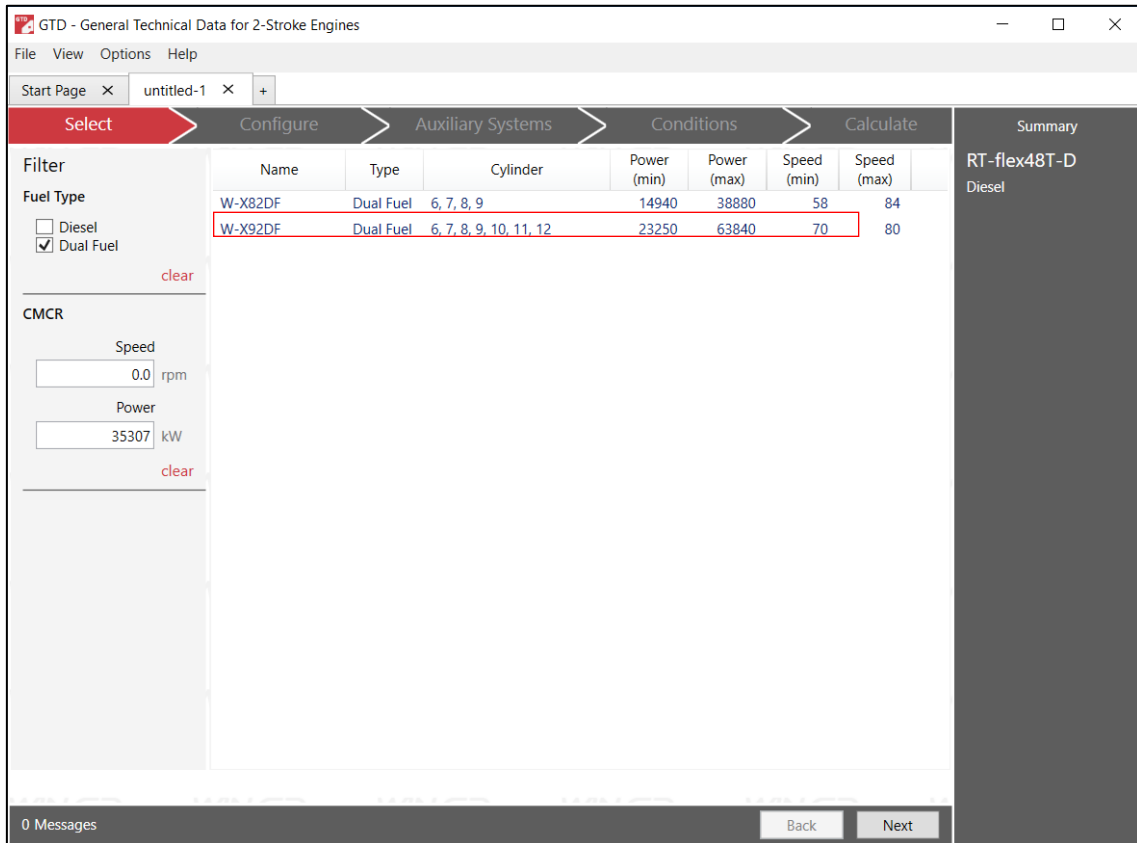 GTD - General Technical Data for 2-Stroke Engines
File View Options Help
Start Page × untitled-1 × +
Select Configure Auxiliary Systems Conditions Calculate
Summary
RT-flex48T-D
Diesel
Filter
Fuel Type
Diesel
Dual Fuel
clear
CMCR
Speed
0.0 rpm
Power
35307 kW
clear
Name Type Cylinder Power (min) Power (max) Speed (min) Speed (max)
W-X82DF Dual Fuel 6, 7, 8, 9 14940 38880 58 84
W-X92DF Dual Fuel 6, 7, 8, 9, 10, 11, 12 23250 63840 70 80
0 Messages
Back Next